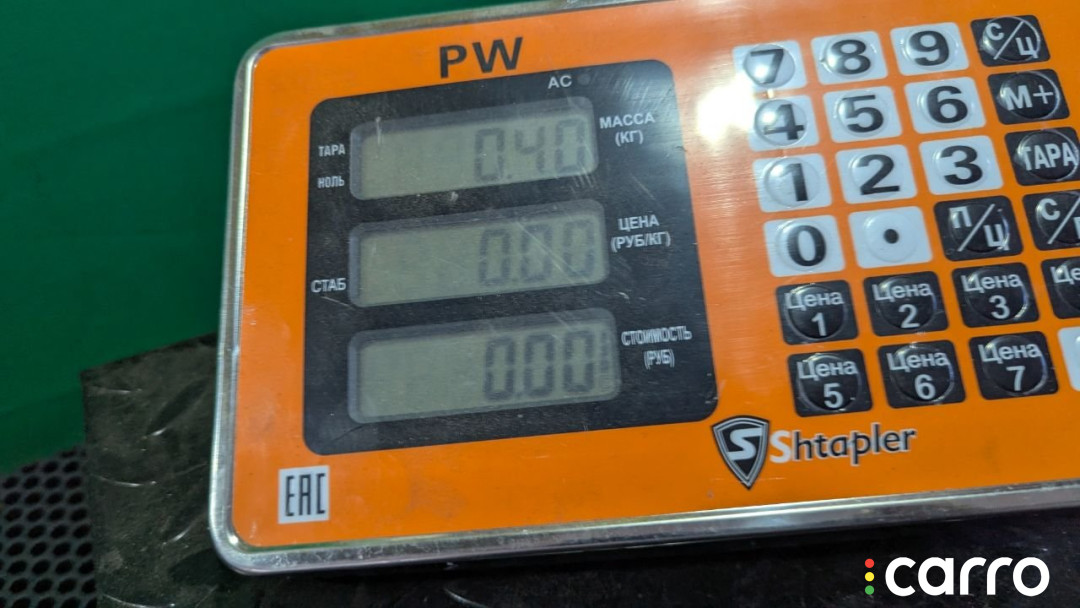 PW
AC
ТАРА
НОЛЬ
0.40
МАССА
(КГ)
СТАБ
0.00
ЦЕНА
(РУБ/КГ)
0.00
СТОИМОСТЬ
(РУБ)
7 8 9 С/Ц
4 5 6 М+
1 2 3 ТАРА
0 . П/Ц С/
Цена 1 Цена 2 Цена 3 Це
Цена 5 Цена 6 Цена 7
S Shtapler
EAC
carro